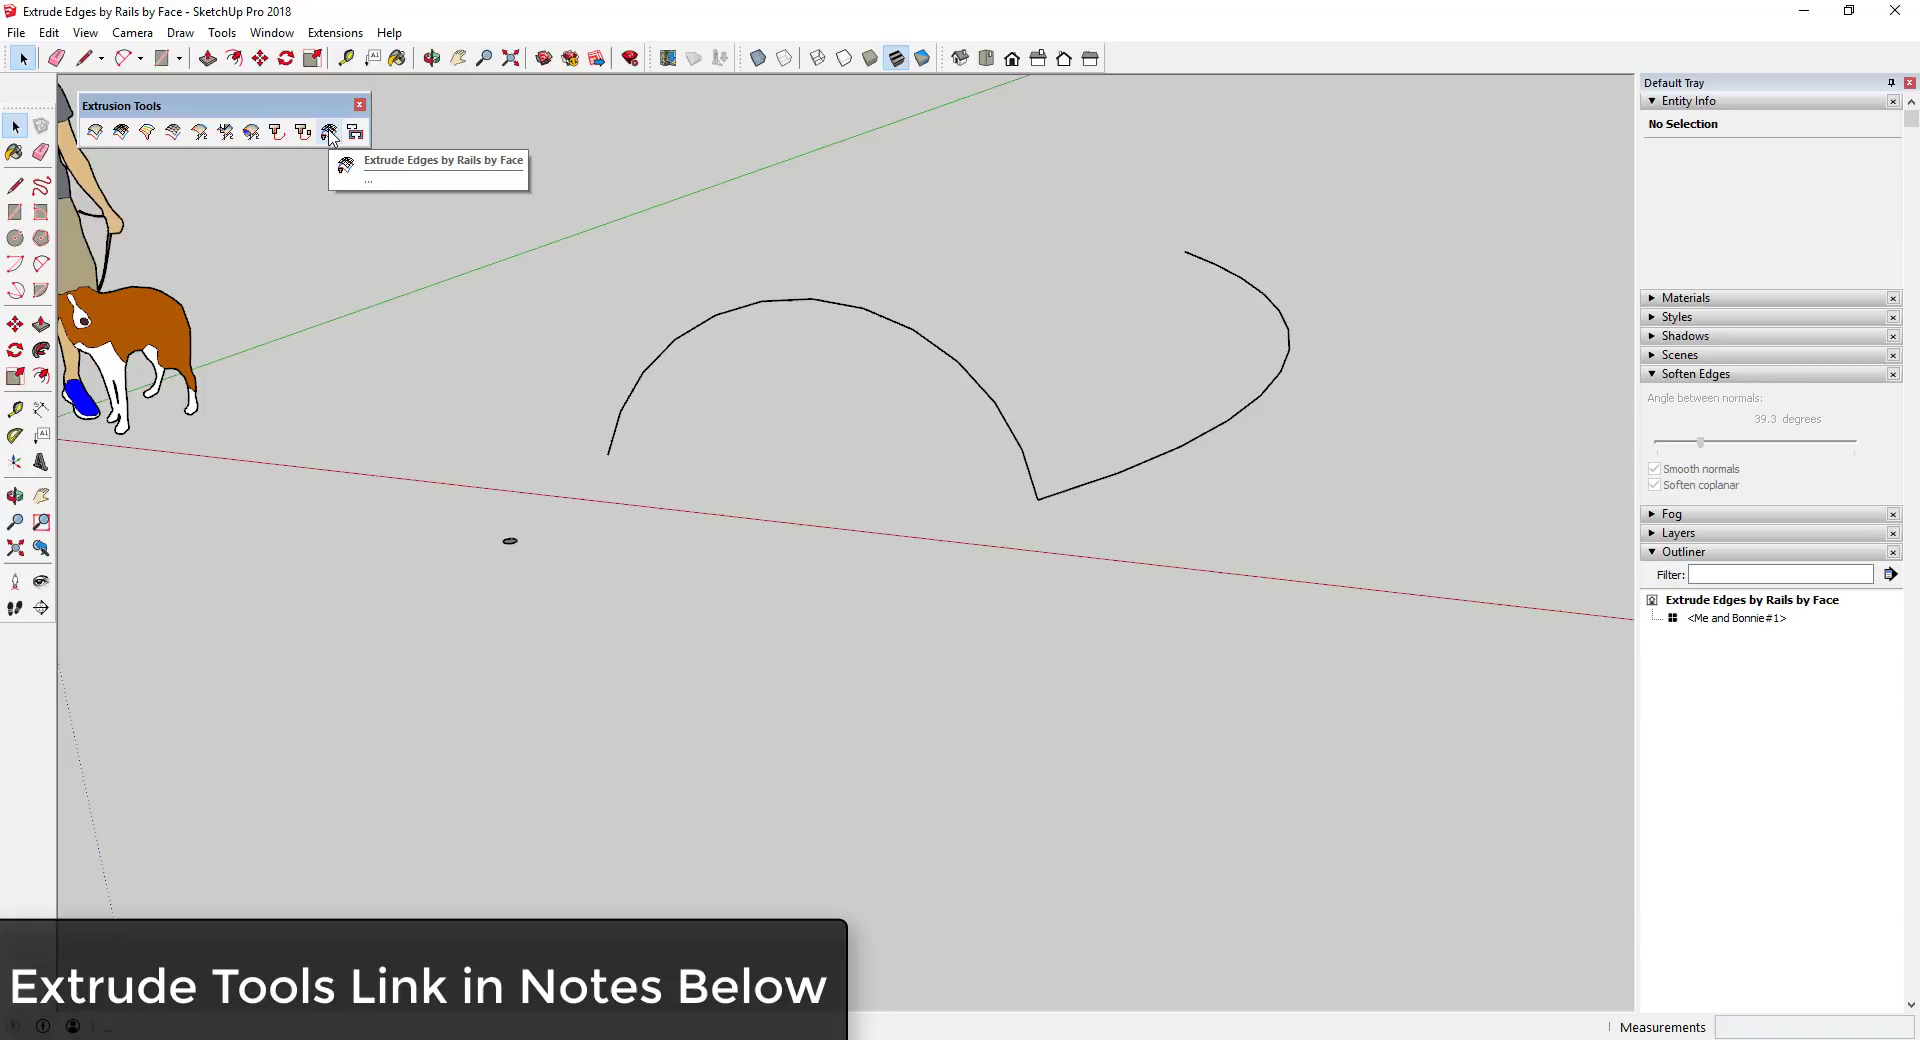 Extrude Edges by Rails by Face - SketchUp Pro 2018
File Edit View Camera Draw Tools Window Extensions Help
Extrusion Tools
Extrude Edges by Rails by Face
...
Default Tray
Entity Info
No Selection
Materials
Styles
Shadows
Scenes
Soften Edges
Angle between normals:
39.3 degrees
Smooth normals
Soften coplanar
Fog
Layers
Outliner
Filter:
Extrude Edges by Rails by Face
<Me and Bonnie#1>
Extrude Tools Link in Notes Below
...
Measurements